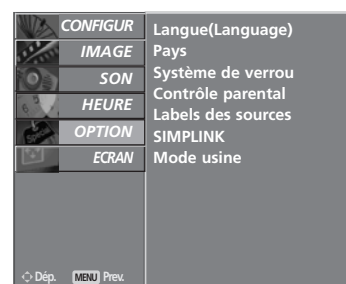 CONFIGUR
IMAGE
SON
HEURE
OPTION
ECRAN
Langue(Language)
Pays
Système de verrou
Contrôle parental
Labels des sources
SIMPLINK
Mode usine
Dép. MENU Prev.